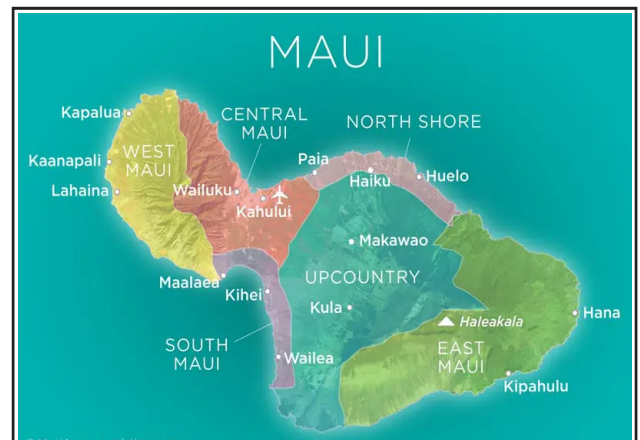 MAUI
Kapalua
CENTRAL
MAUI
NORTH SHORE
Kaanapali
WEST
MAUI
Paia
Haiku
Huelo
Lahaina
Wailuku
Kahului
Makawao
Maalaea
UPCOUNTRY
Kihei
Kula
Haleakala
Hana
SOUTH
MAUI
Wailea
EAST
MAUI
Kipahulu